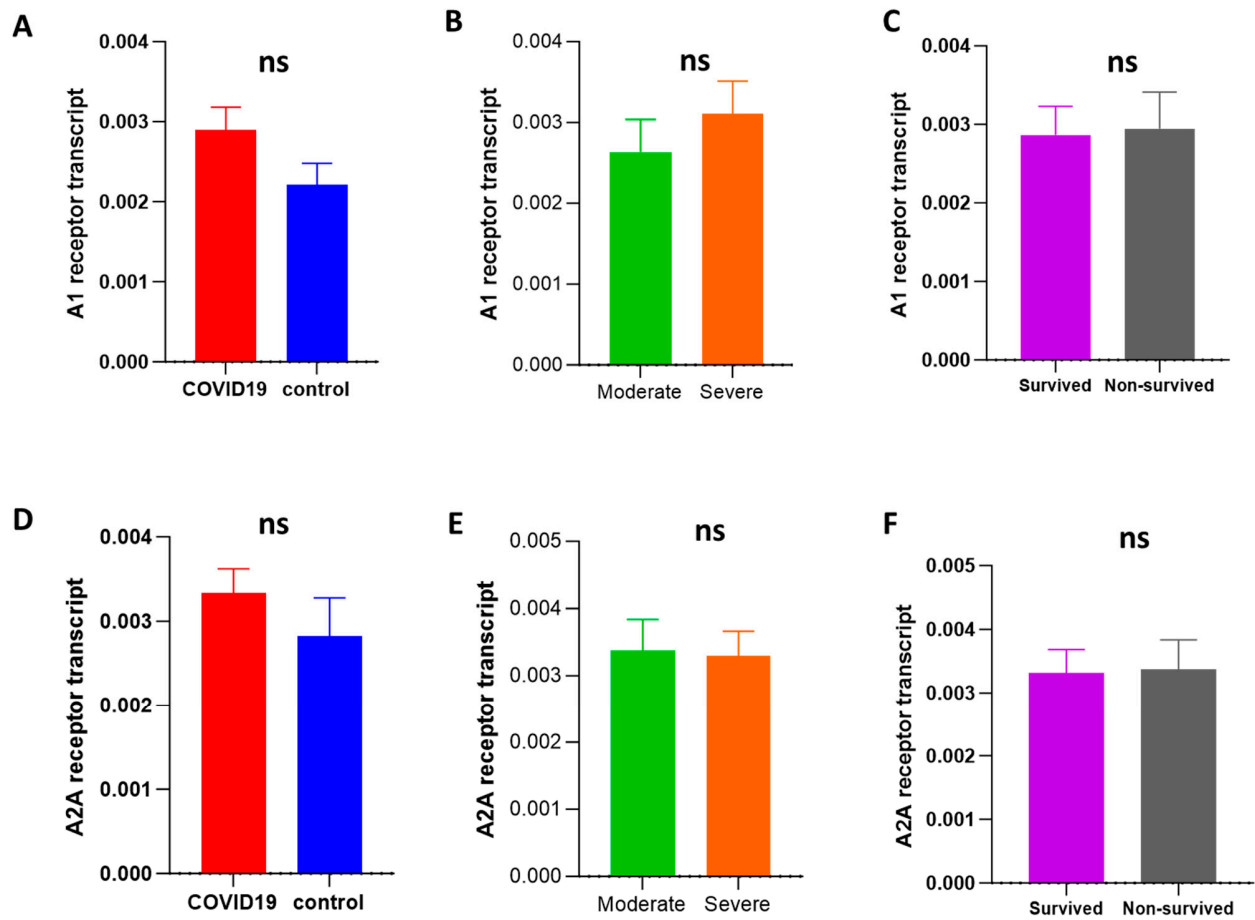 A
ns
A1 receptor transcript
0.004
0.003
0.002
0.001
0.000
COVID19 control
B
ns
A1 receptor transcript
0.004
0.003
0.002
0.001
0.000
Moderate Severe
C
ns
A1 receptor transcript
0.004
0.003
0.002
0.001
0.000
Survived Non-survived
D
ns
A2A receptor transcript
0.004
0.003
0.002
0.001
0.000
COVID19 control
E
ns
A2A receptor transcript
0.005
0.004
0.003
0.002
0.001
0.000
Moderate Severe
F
ns
A2A receptor transcript
0.005
0.004
0.003
0.002
0.001
0.000
Survived Non-survived